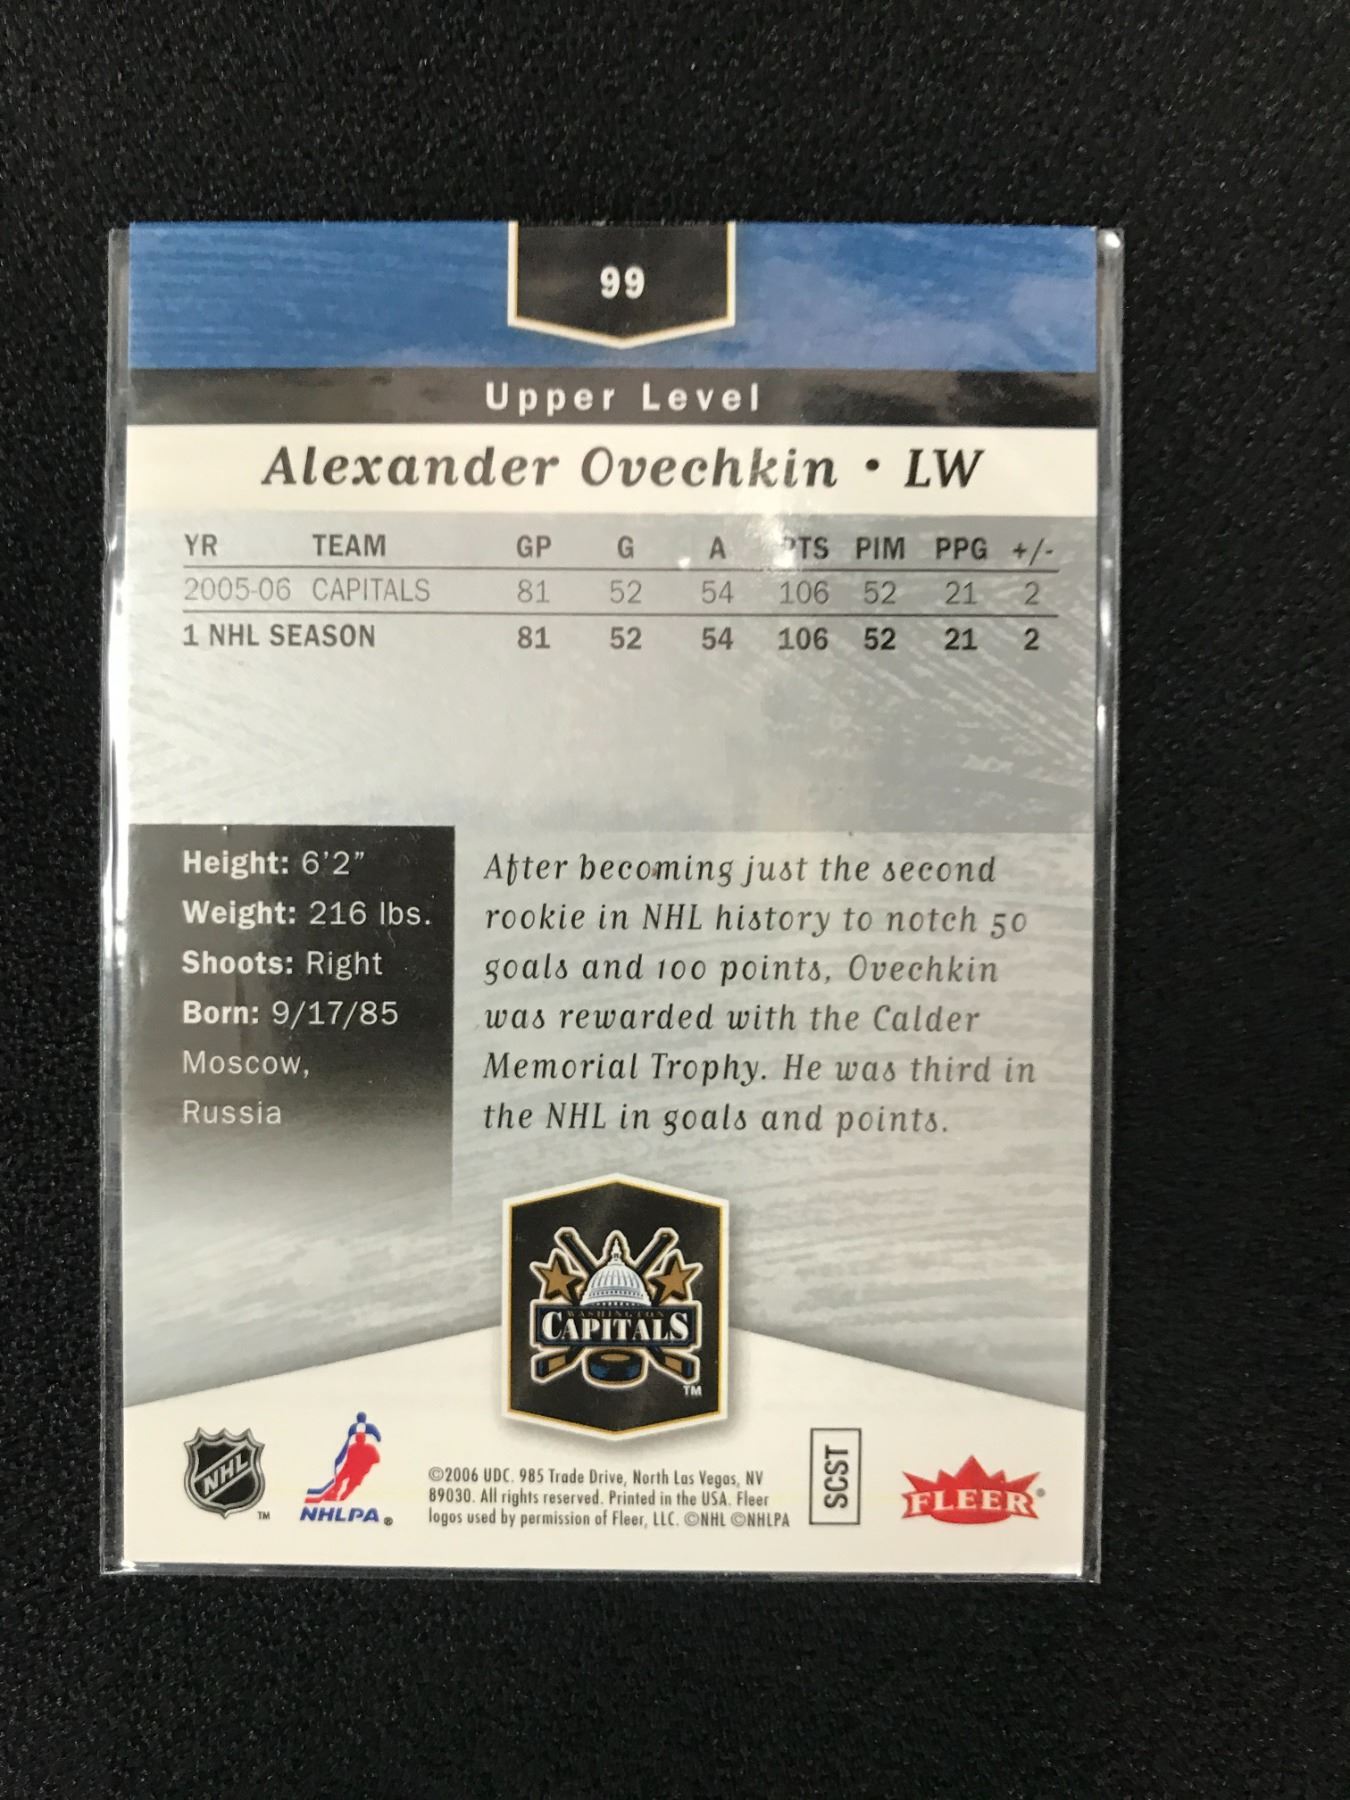 99
Upper Level
Alexander Ovechkin • LW
YR TEAM GP G A PTS PIM PPG +/-
2005-06 CAPITALS 81 52 54 106 52 21 2
1 NHL SEASON 81 52 54 106 52 21 2
Height: 6'2"
Weight: 216 lbs.
Shoots: Right
Born: 9/17/85
Moscow,
Russia
After becoming just the second
rookie in NHL history to notch 50
goals and 100 points, Ovechkin
was rewarded with the Calder
Memorial Trophy. He was third in
the NHL in goals and points.
WASHINGTON
CAPITALS
TM
NHL
TM
NHLPA®
©2006 UDC. 985 Trade Drive, North Las Vegas, NV
89030. All rights reserved. Printed in the USA. Fleer
logos used by permission of Fleer, LLC. ©NHL ©NHLPA
SCST
FLEER®